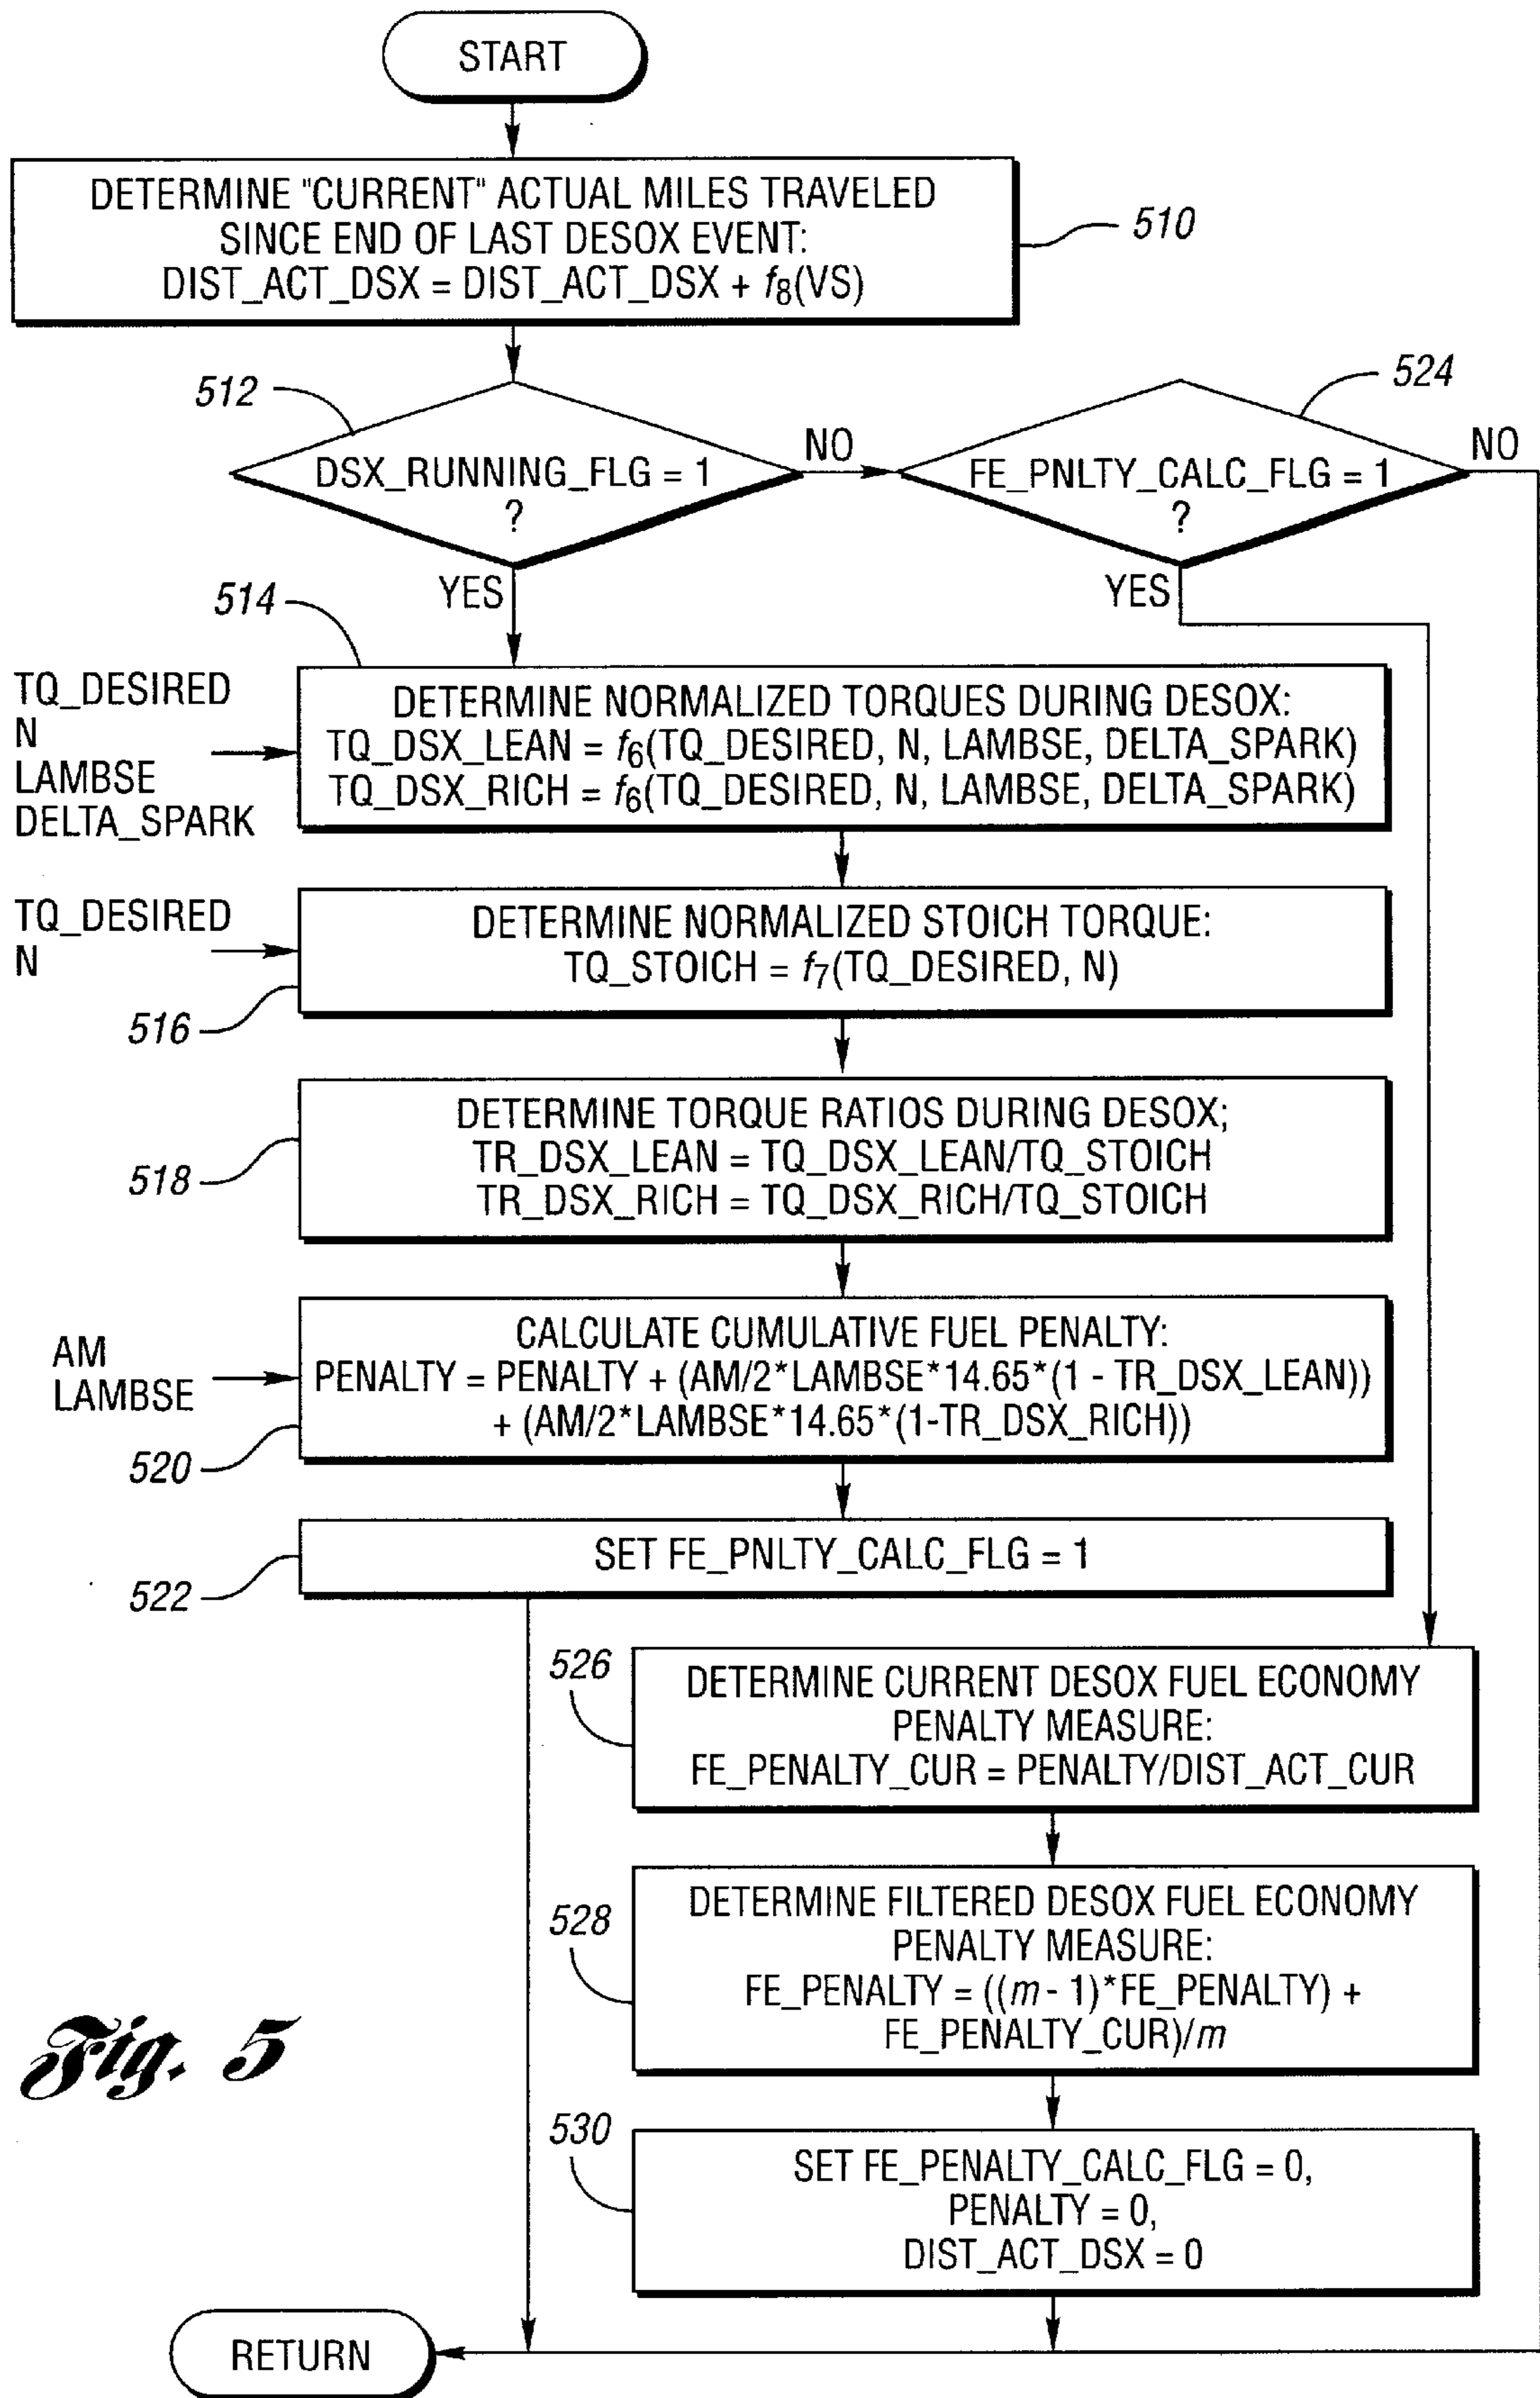 START
DETERMINE "CURRENT" ACTUAL MILES TRAVELED
SINCE END OF LAST DESOX EVENT:
DIST_ACT_DSX = DIST_ACT_DSX + f8(VS)
510
512
DSX_RUNNING_FLG = 1
?
NO
YES
524
FE_PNLTY_CALC_FLG = 1
?
NO
YES
514
TQ_DESIRED
N
LAMBSE
DELTA_SPARK
DETERMINE NORMALIZED TORQUES DURING DESOX:
TQ_DSX_LEAN = f6(TQ_DESIRED, N, LAMBSE, DELTA_SPARK)
TQ_DSX_RICH = f6(TQ_DESIRED, N, LAMBSE, DELTA_SPARK)
TQ_DESIRED
N
DETERMINE NORMALIZED STOICH TORQUE:
TQ_STOICH = f7(TQ_DESIRED, N)
516
DETERMINE TORQUE RATIOS DURING DESOX;
TR_DSX_LEAN = TQ_DSX_LEAN/TQ_STOICH
TR_DSX_RICH = TQ_DSX_RICH/TQ_STOICH
518
AM
LAMBSE
CALCULATE CUMULATIVE FUEL PENALTY:
PENALTY = PENALTY + (AM/2*LAMBSE*14.65*(1 - TR_DSX_LEAN))
+ (AM/2*LAMBSE*14.65*(1-TR_DSX_RICH))
520
SET FE_PNLTY_CALC_FLG = 1
522
526
DETERMINE CURRENT DESOX FUEL ECONOMY
PENALTY MEASURE:
FE_PENALTY_CUR = PENALTY/DIST_ACT_CUR
528
DETERMINE FILTERED DESOX FUEL ECONOMY
PENALTY MEASURE:
FE_PENALTY = ((m - 1)*FE_PENALTY) +
FE_PENALTY_CUR)/m
Fig. 5
530
SET FE_PENALTY_CALC_FLG = 0,
PENALTY = 0,
DIST_ACT_DSX = 0
RETURN